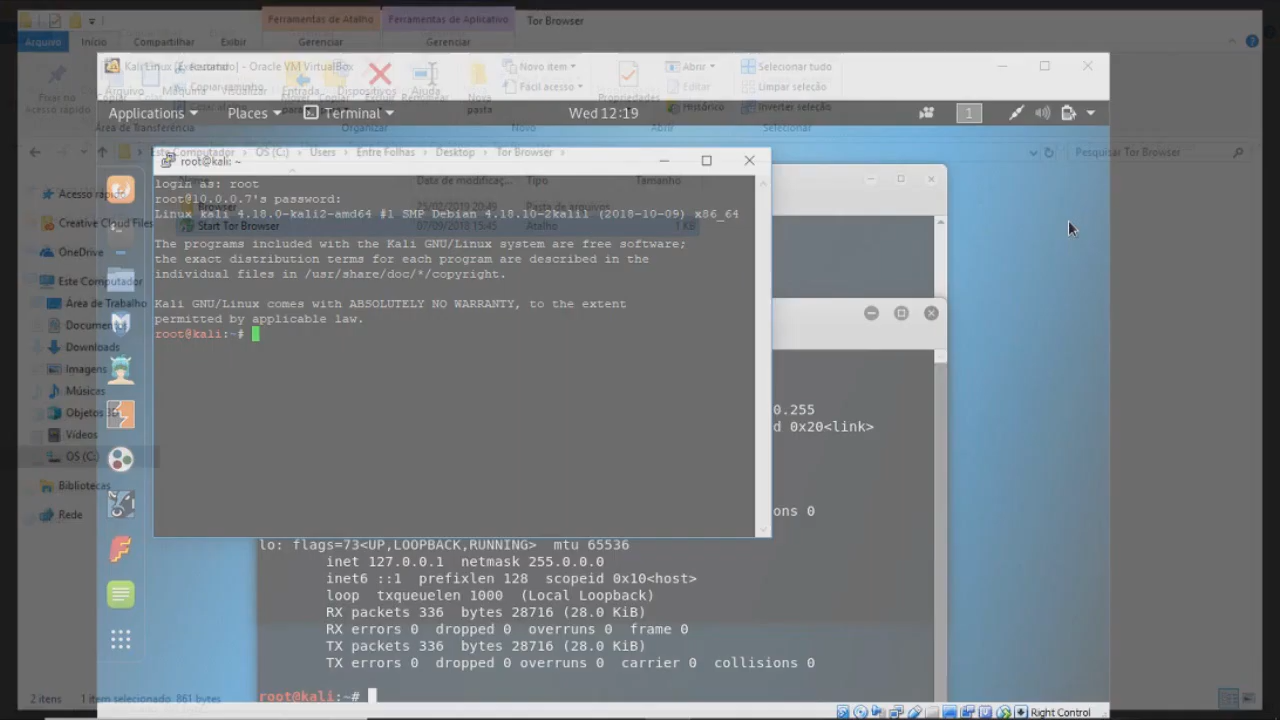 Ferramentas de Atalho
Ferramentas de Aplicativo
Tor Browser
Arquivo
Início
Compartilhar
Exibir
Gerenciar
Gerenciar
Kali Linux [Executando] - Oracle VM VirtualBox
Novo item
Abrir
Selecionar tudo
Arquivo
Máquina
Visualizar
Entrada
Dispositivos
Ajuda
Fácil acesso
Editar
Limpar seleção
Fixar no
acesso rápido
Nova
pasta
Propriedades
Histórico
Inverter seleção
Applications
Places
Terminal
Wed 12:19
1
Área de Transferência
Organizar
Novo
Abrir
Selecionar
Este Computador
OS (C:)
Users
Entre Folhas
Desktop
Tor Browser
Pesquisar Tor Browser
root@kali: ~
Data de modificaç...
Tipo
Tamanho
login as: root
root@10.0.0.7's password:
Browser
25/02/2019 20:49
Pasta de arquivos
Linux kali 4.18.0-kali2-amd64 #1 SMP Debian 4.18.10-2kali1 (2018-10-09) x86_64
Start Tor Browser
07/09/2018 15:45
Atalho
1 KB
The programs included with the Kali GNU/Linux system are free software;
the exact distribution terms for each program are described in the
individual files in /usr/share/doc/*/copyright.
Kali GNU/Linux comes with ABSOLUTELY NO WARRANTY, to the extent
permitted by applicable law.
root@kali:~#
Acesso rápido
Creative Cloud Files
OneDrive
Este Computador
Área de Trabalho
Documentos
Downloads
Imagens
Músicas
Objetos 3D
Vídeos
OS (C:)
Bibliotecas
Rede
0.255
d 0x20<link>
ons 0
lo: flags=73<UP,LOOPBACK,RUNNING> mtu 65536
inet 127.0.0.1 netmask 255.0.0.0
inet6 ::1 prefixlen 128 scopeid 0x10<host>
loop txqueuelen 1000 (Local Loopback)
RX packets 336 bytes 28716 (28.0 KiB)
RX errors 0 dropped 0 overruns 0 frame 0
TX packets 336 bytes 28716 (28.0 KiB)
TX errors 0 dropped 0 overruns 0 carrier 0 collisions 0
root@kali:~#
2 itens
1 item selecionado 861 bytes
Right Control